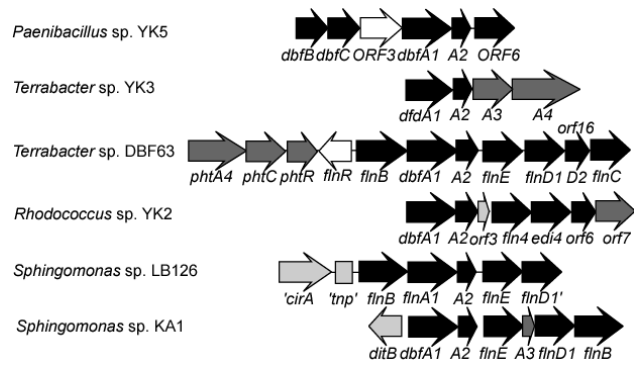 Paenibacillus sp. YK5
dbfB dbfC ORF3 dbfA1 A2 ORF6
Terrabacter sp. YK3
dfdA1 A2 A3 A4
orf16
Terrabacter sp. DBF63
phtA4 phtC phtR flnR flnB dbfA1 A2 flnE flnD1 D2 flnC
Rhodococcus sp. YK2
dbfA1 A2 orf3 fln4 edi4 orf6 orf7
Sphingomonas sp. LB126
'cirA 'tnp' flnB flnA1 A2 flnE flnD1'
Sphingomonas sp. KA1
ditB dbfA1 A2 flnE A3 flnD1 flnB